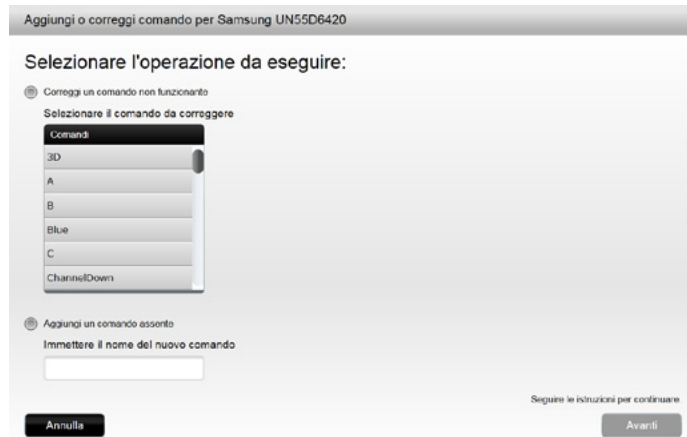 Aggiungi o correggi comando per Samsung UN55D6420
Selezionare l'operazione da eseguire:
Correggi un comando non funzionante
Selezionare il comando da correggere
Comandi
3D
A
B
Blue
C
ChannelDown
Aggiungi un comando assente
Immettere il nome del nuovo comando
Seguire le istruzioni per continuare
Annulla
Avanti